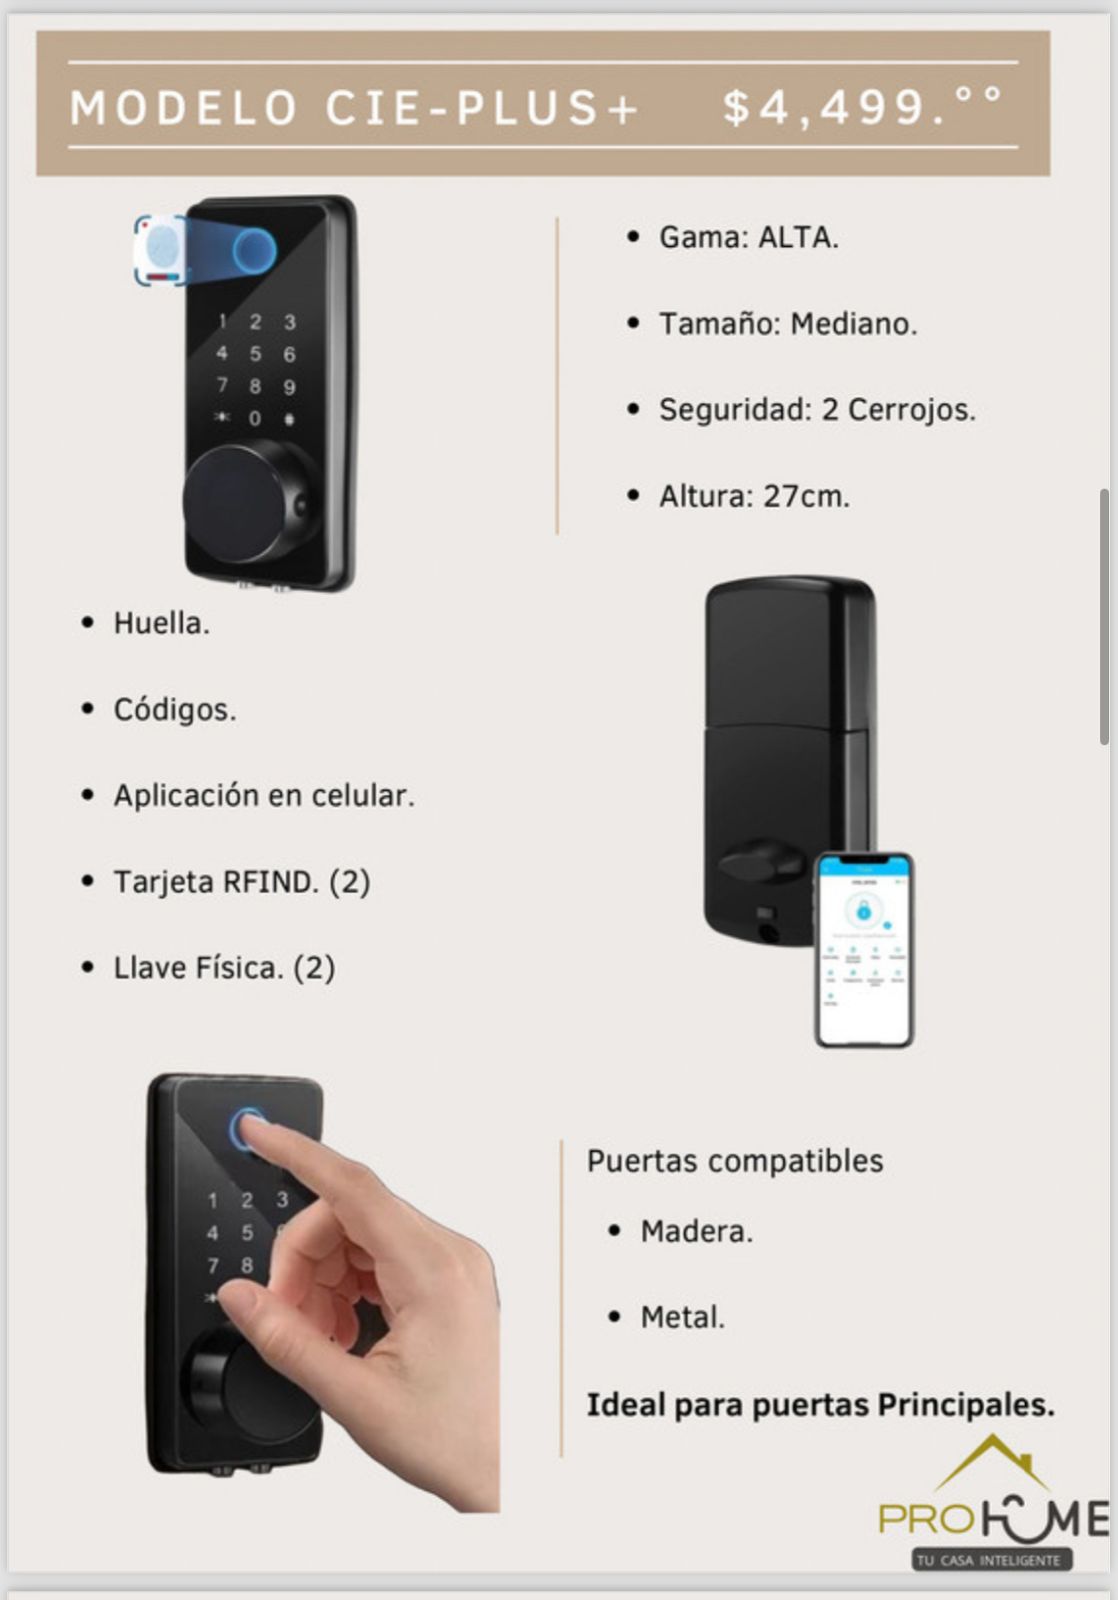 MODELO CIE-PLUS+ $4,499.°°
1 2 3
4 5 6
7 8 9
* 0 #
Gama: ALTA.
Tamaño: Mediano.
Seguridad: 2 Cerrojos.
Altura: 27cm.
Huella.
Códigos.
Aplicación en celular.
Tarjeta RFIND. (2)
Llave Física. (2)
1 2 3
4 5
7 8
*
Puertas compatibles
Madera.
Metal.
Ideal para puertas Principales.
PROHOME
TU CASA INTELIGENTE